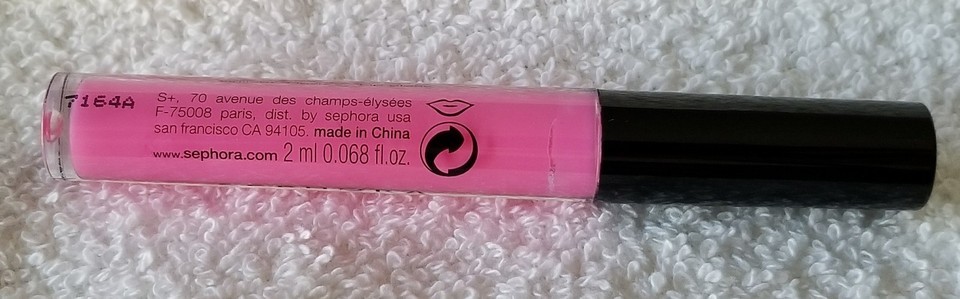 7164A
S+, 70 avenue des champs-élysées
F-75008 paris, dist. by sephora usa
san francisco CA 94105. made in China
www.sephora.com 2 ml 0.068 fl.oz.